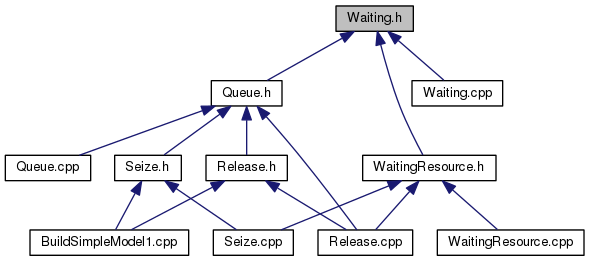 Waiting.h
Queue.h
Waiting.cpp
Queue.cpp
Seize.h
Release.h
WaitingResource.h
BuildSimpleModel1.cpp
Seize.cpp
Release.cpp
WaitingResource.cpp